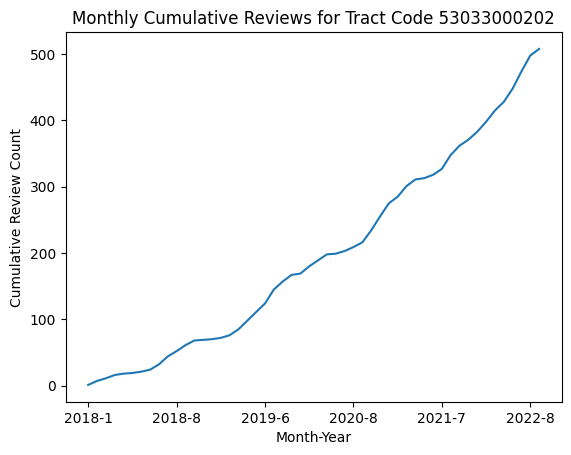 Monthly Cumulative Reviews for Tract Code 53033000202
Cumulative Review Count
500
400
300
200
100
0
2018-1 2018-8 2019-6 2020-8 2021-7 2022-8
Month-Year